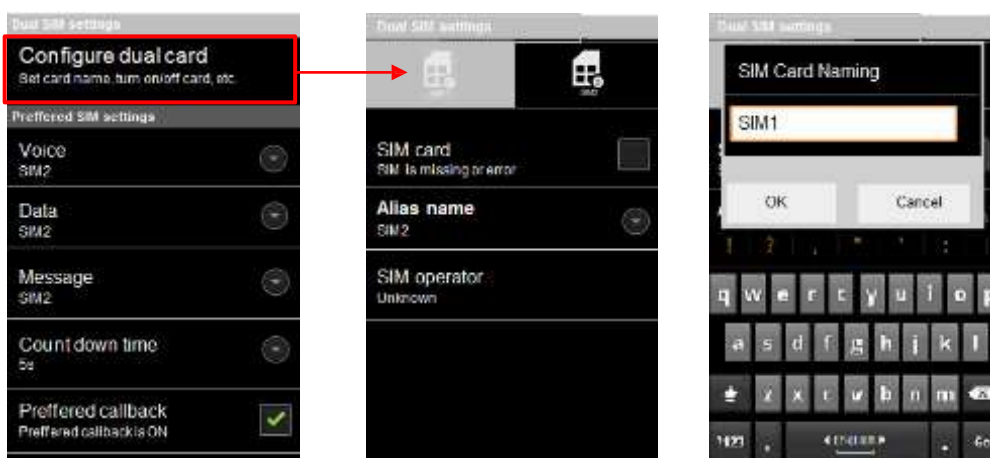 Dual SIM settings
Configure dual card
Set card name, turn on/off card, etc.
Preffered SIM settings
Voice
SIM2
Data
SIM2
Message
SIM2
Count down time
5s
Preffered callback
Preffered callback is ON
Dual SIM settings
SIM2
SIM card
SIM is missing or error
Alias name
SIM2
SIM operator
Unknown
Dual SIM settings
SIM Card Naming
SIM1
OK
Cancel
! ? , " ' :
q w e r t y u i o p
a s d f g h j k l
z x c v b n m
?123 , . Go